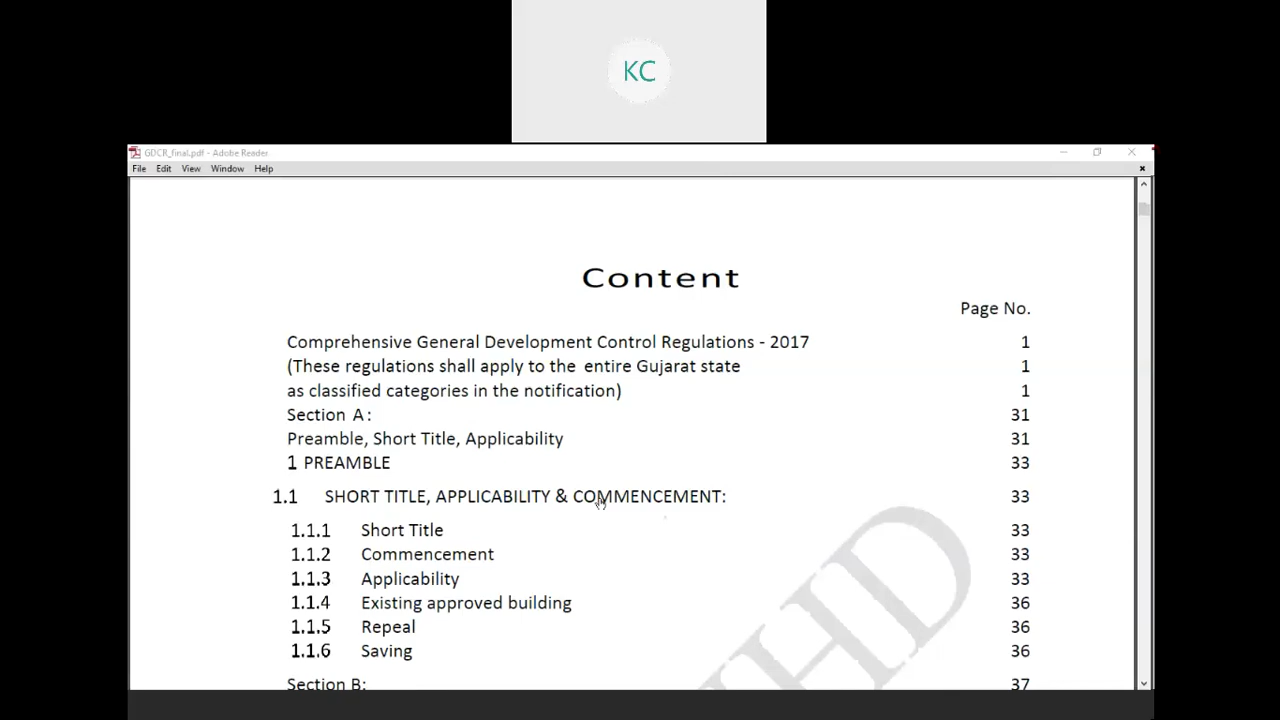 KC
GDCR_final.pdf - Adobe Reader
File Edit View Window Help
Content
Page No.
Comprehensive General Development Control Regulations - 2017 1
(These regulations shall apply to the entire Gujarat state 1
as classified categories in the notification) 1
Section A: 31
Preamble, Short Title, Applicability 31
1 PREAMBLE 33
1.1 SHORT TITLE, APPLICABILITY & COMMENCEMENT: 33
1.1.1 Short Title 33
1.1.2 Commencement 33
1.1.3 Applicability 33
1.1.4 Existing approved building 36
1.1.5 Repeal 36
1.1.6 Saving 36
Section B: 37